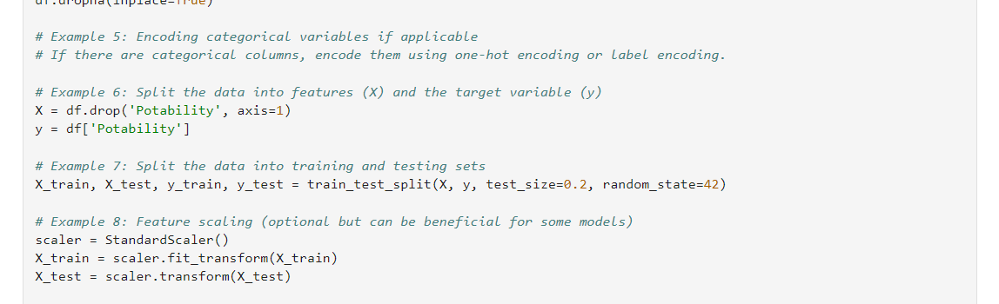 df.dropna(inplace=True)
# Example 5: Encoding categorical variables if applicable
# If there are categorical columns, encode them using one-hot encoding or label encoding.
# Example 6: Split the data into features (X) and the target variable (y)
X = df.drop('Potability', axis=1)
y = df['Potability']
# Example 7: Split the data into training and testing sets
X_train, X_test, y_train, y_test = train_test_split(X, y, test_size=0.2, random_state=42)
# Example 8: Feature scaling (optional but can be beneficial for some models)
scaler = StandardScaler()
X_train = scaler.fit_transform(X_train)
X_test = scaler.transform(X_test)